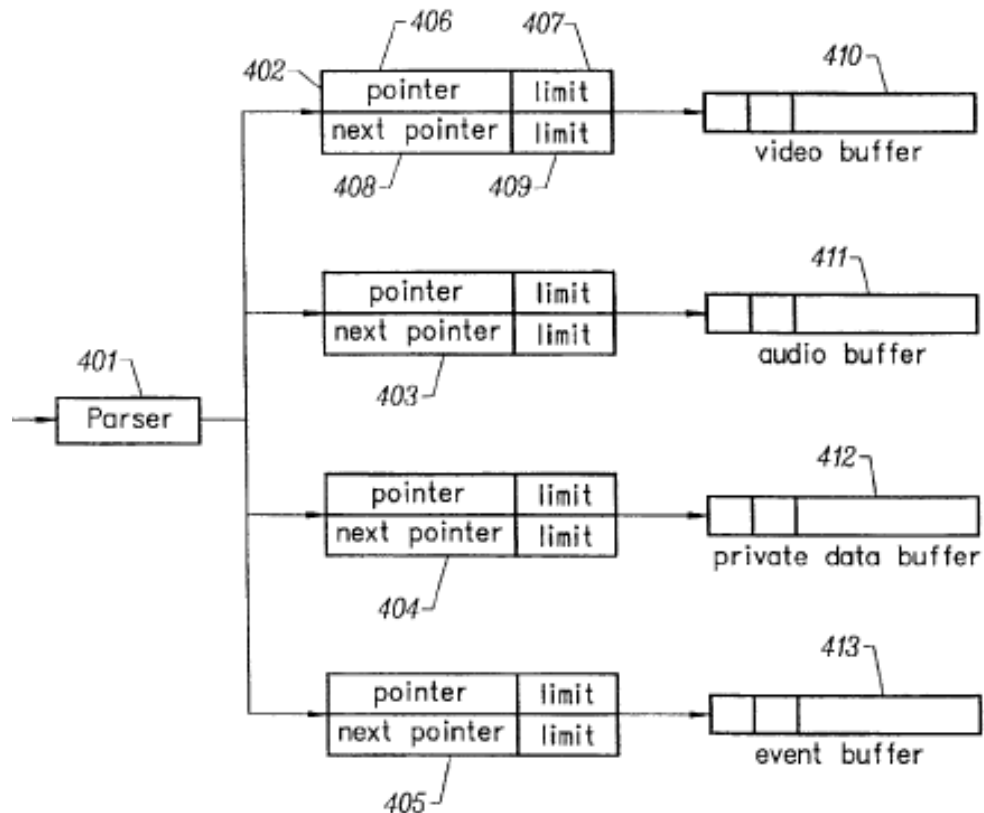 406
407
402
410
pointer limit
next pointer limit
video buffer
408
409
411
pointer limit
next pointer limit
audio buffer
401
403
Parser
412
pointer limit
next pointer limit
private data buffer
404
413
pointer limit
next pointer limit
event buffer
405